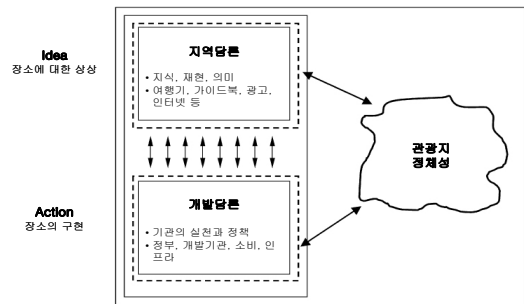 Idea
장소에 대한 상상
지역담론
• 지식, 재현, 의미
• 여행기, 가이드북, 광고,
인터넷 등
관광지
정체성
Action
장소의 구현
개발담론
• 기관의 실천과 정책
• 정부, 개발기관, 소비, 인
프라